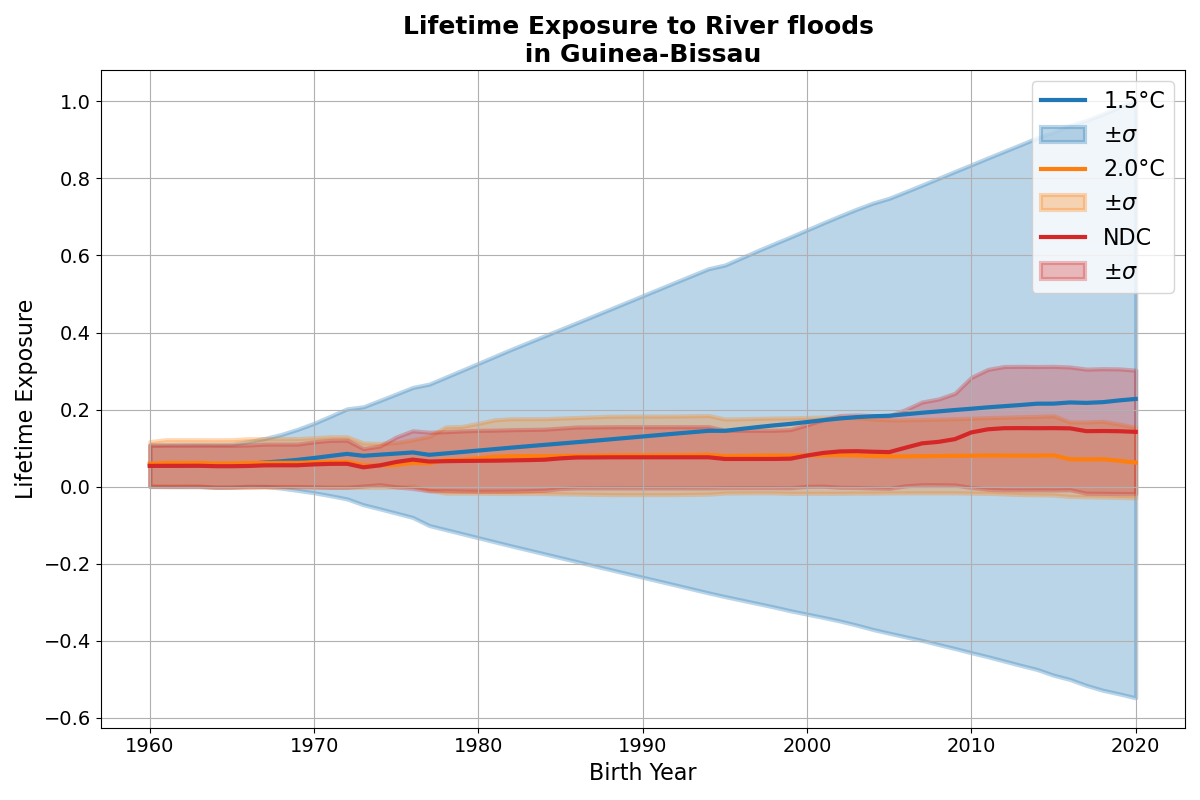 Lifetime Exposure to River floods
in Guinea-Bissau
1.5°C
±σ
2.0°C
±σ
NDC
±σ
Lifetime Exposure
1.0
0.8
0.6
0.4
0.2
0.0
−0.2
−0.4
−0.6
1960 1970 1980 1990 2000 2010 2020
Birth Year